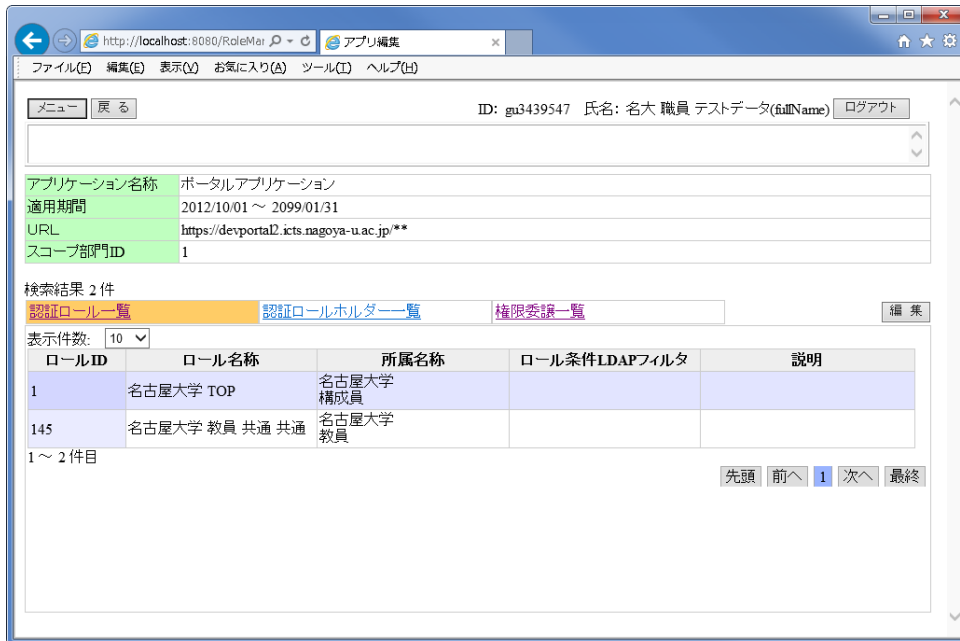 http://localhost:8080/RoleMar アプリ編集
ファイル(F) 編集(E) 表示(V) お気に入り(A) ツール(T) ヘルプ(H)
メニュー 戻 る ID: gu3439547 氏名: 名大 職員 テストデータ(fullName) ログアウト
アプリケーション名称 ポータルアプリケーション
適用期間 2012/10/01 ～ 2099/01/31
URL https://devportal2.icts.nagoya-u.ac.jp/**
スコープ部門ID 1
検索結果 2 件
認証ロール一覧 認証ロールホルダー一覧 権限委譲一覧 編 集
表示件数: 10
ロール ID ロール名称 所属名称 ロール条件LDAPフィルタ 説明
1 名古屋大学 TOP 名古屋大学
構成員
145 名古屋大学 教員 共通 共通 名古屋大学
教員
1 ～ 2 件目
先頭 前へ 1 次へ 最終